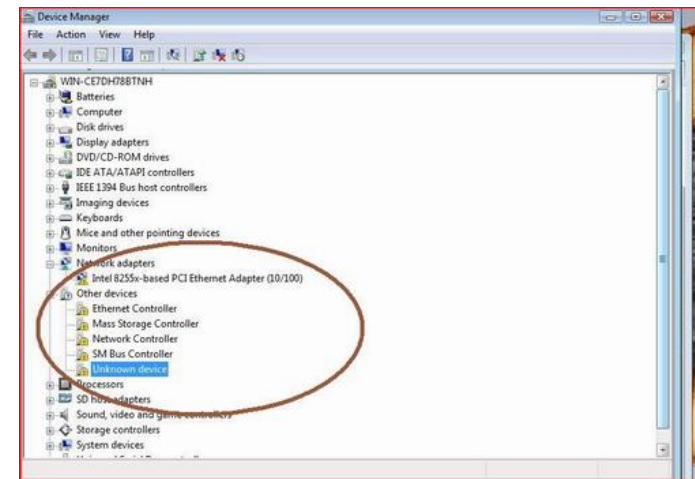 Device Manager
File Action View Help
WIN-CE7DH78BTNH
Batteries
Computer
Disk drives
Display adapters
DVD/CD-ROM drives
IDE ATA/ATAPI controllers
IEEE 1394 Bus host controllers
Imaging devices
Keyboards
Mice and other pointing devices
Monitors
Network adapters
Intel 8255x-based PCI Ethernet Adapter (10/100)
Other devices
Ethernet Controller
Mass Storage Controller
Network Controller
SM Bus Controller
Unknown device
Processors
SD host adapters
Sound, video and game controllers
Storage controllers
System devices